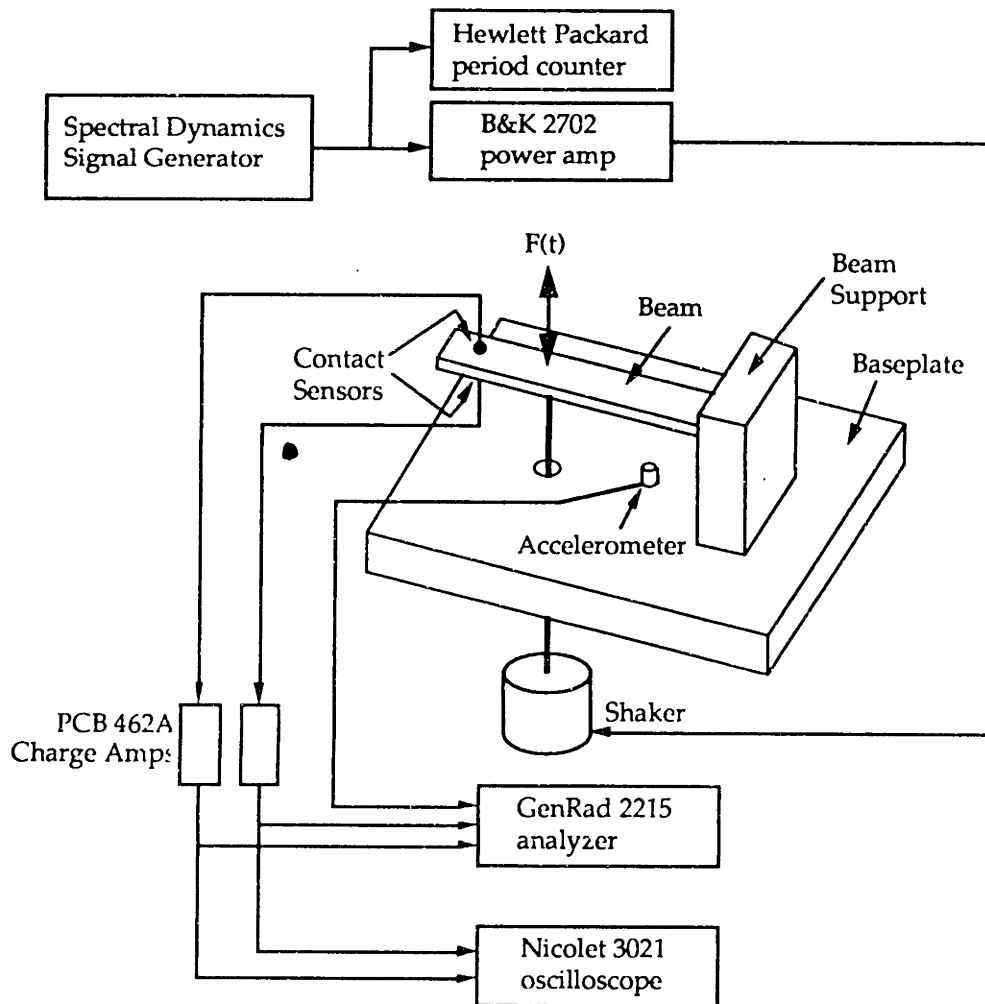 Hewlett Packard
period counter
Spectral Dynamics
Signal Generator
B&K 2702
power amp
F(t)
Beam
Support
Beam
Baseplate
Contact
Sensors
Accelerometer
PCB 462A
Charge Amps
Shaker
GenRad 2215
analyzer
Nicolet 3021
oscilloscope